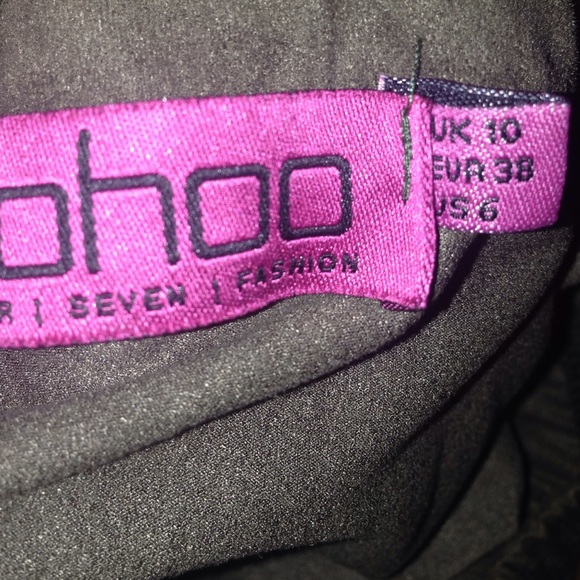 ohoo
R | SEVEN | FASHION
UK 10
EUR 38
US 6